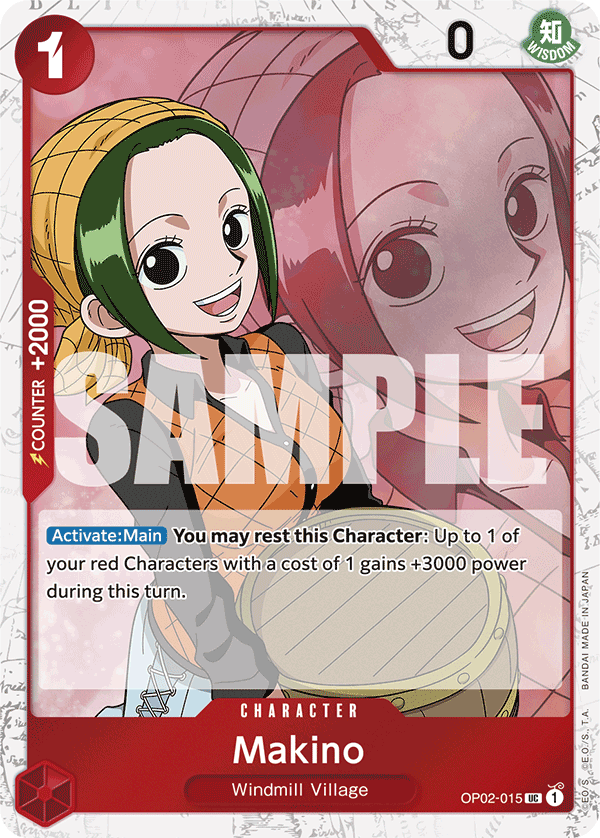 1
0
知
WISDOM
COUNTER +2000
SAMPLE
Activate:Main You may rest this Character: Up to 1 of
your red Characters with a cost of 1 gains +3000 power
during this turn.
CHARACTER
Makino
Windmill Village
OP02-015 UC 1
©E.O./S. ©E.O./S.,T.A. BANDAI MADE IN JAPAN